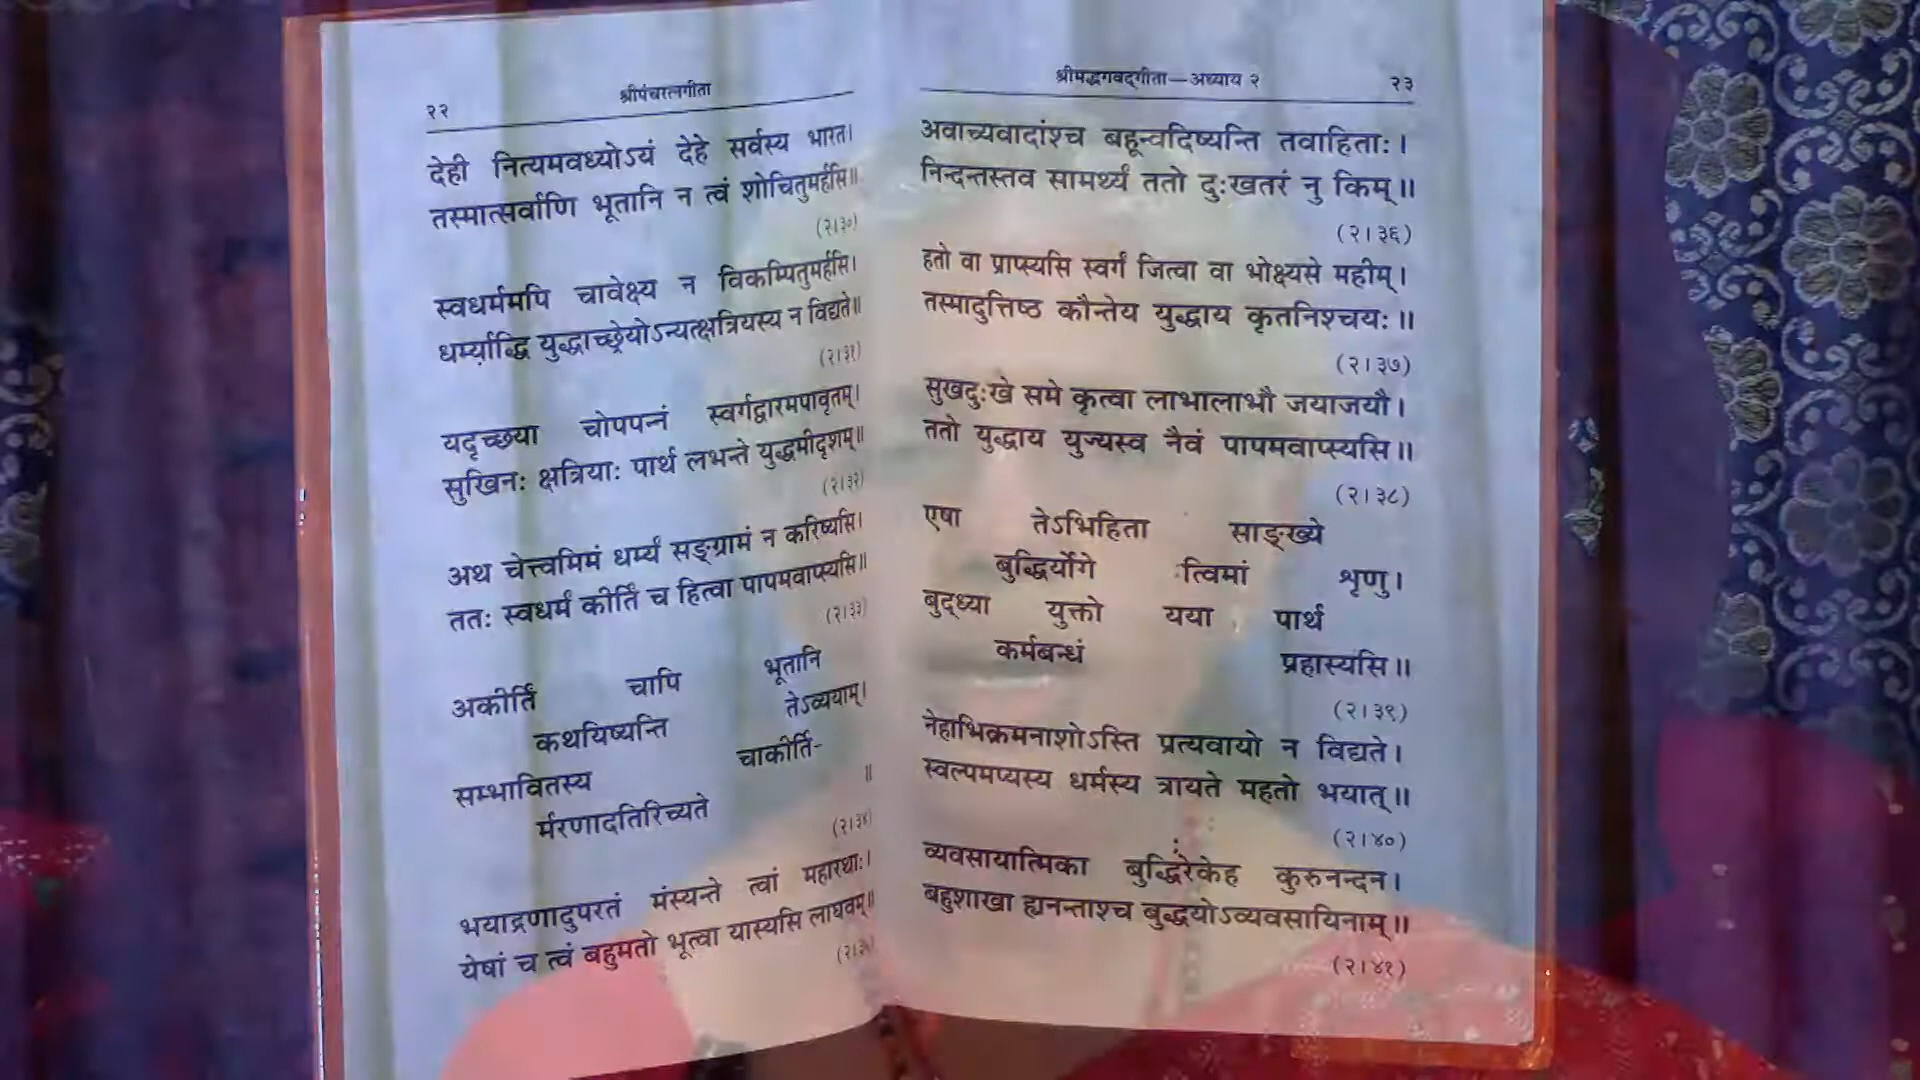 २२
श्रीपंचरत्नगीता
देही नित्यमवध्योऽयं देहे सर्वस्य भारत।
तस्मात्सर्वाणि भूतानि न त्वं शोचितुमर्हसि॥
(२।३०)
स्वधर्ममपि चावेक्ष्य न विकम्पितुमर्हसि।
धर्म्याद्धि युद्धाच्छ्रेयोऽन्यत्क्षत्रियस्य न विद्यते॥
(२।३१)
यदृच्छया चोपपन्नं स्वर्गद्वारमपावृतम्।
सुखिनः क्षत्रियाः पार्थ लभन्ते युद्धमीदृशम्॥
(२।३२)
अथ चेत्त्वमिमं धर्म्यं सङ्ग्रामं न करिष्यसि।
ततः स्वधर्मं कीर्तिं च हित्वा पापमवाप्स्यसि॥
(२।३३)
अकीर्तिं चापि भूतानि
कथयिष्यन्ति तेऽव्ययाम्।
सम्भावितस्य चाकीर्ति-
र्मरणादतिरिच्यते ॥
(२।३४)
भयाद्रणादुपरतं मंस्यन्ते त्वां महारथाः।
येषां च त्वं बहुमतो भूत्वा यास्यसि लाघवम्॥
(२।३५)
श्रीमद्भगवद्‌गीता—अध्याय २ २३
अवाच्यवादांश्च बहून्वदिष्यन्ति तवाहिताः।
निन्दन्तस्तव सामर्थ्यं ततो दुःखतरं नु किम्॥
(२।३६)
हतो वा प्राप्स्यसि स्वर्गं जित्वा वा भोक्ष्यसे महीम्।
तस्मादुत्तिष्ठ कौन्तेय युद्धाय कृतनिश्चयः॥
(२।३७)
सुखदुःखे समे कृत्वा लाभालाभौ जयाजयौ।
ततो युद्धाय युज्यस्व नैवं पापमवाप्स्यसि॥
(२।३८)
एषा तेऽभिहिता साङ्ख्ये
बुद्धिर्योगे त्विमां शृणु।
बुद्ध्या युक्तो यया पार्थ
कर्मबन्धं प्रहास्यसि॥
(२।३९)
नेहाभिक्रमनाशोऽस्ति प्रत्यवायो न विद्यते।
स्वल्पमप्यस्य धर्मस्य त्रायते महतो भयात्॥
(२।४०)
व्यवसायात्मिका बुद्धिरेकेह कुरुनन्दन।
बहुशाखा ह्यनन्ताश्च बुद्धयोऽव्यवसायिनाम्॥
(२।४१)